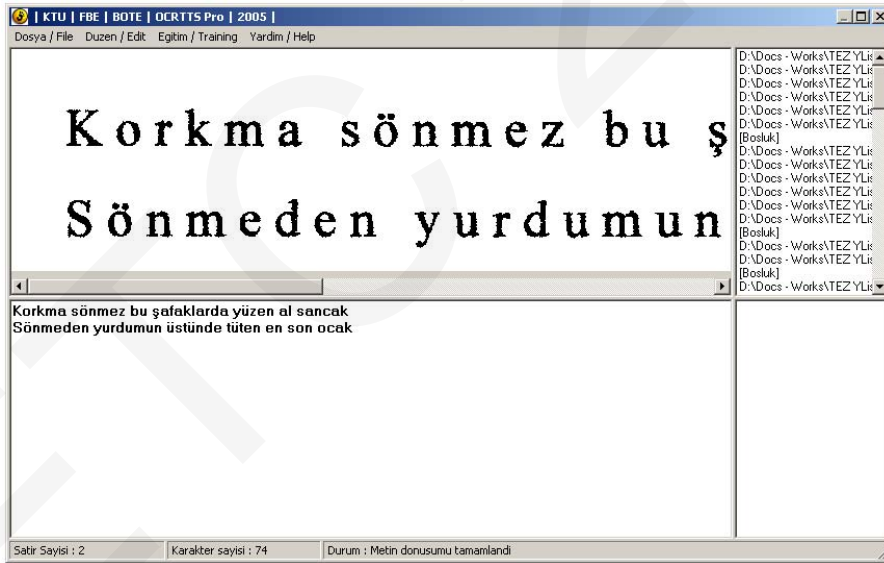 | KTU | FBE | BOTE | OCRTTS Pro | 2005 |
Dosya / File Duzen / Edit Egitim / Training Yardim / Help
Korkma sönmez bu ş
Sönmeden yurdumun
D:\Docs - Works\TEZ YLis
D:\Docs - Works\TEZ YLis
D:\Docs - Works\TEZ YLis
D:\Docs - Works\TEZ YLis
D:\Docs - Works\TEZ YLis
D:\Docs - Works\TEZ YLis
[Bosluk]
D:\Docs - Works\TEZ YLis
D:\Docs - Works\TEZ YLis
D:\Docs - Works\TEZ YLis
D:\Docs - Works\TEZ YLis
D:\Docs - Works\TEZ YLis
D:\Docs - Works\TEZ YLis
[Bosluk]
D:\Docs - Works\TEZ YLis
D:\Docs - Works\TEZ YLis
[Bosluk]
D:\Docs - Works\TEZ YLis
Korkma sönmez bu şafaklarda yüzen al sancak
Sönmeden yurdumun üstünde tüten en son ocak
Satir Sayisi : 2 Karakter sayisi : 74 Durum : Metin donusumu tamamlandi